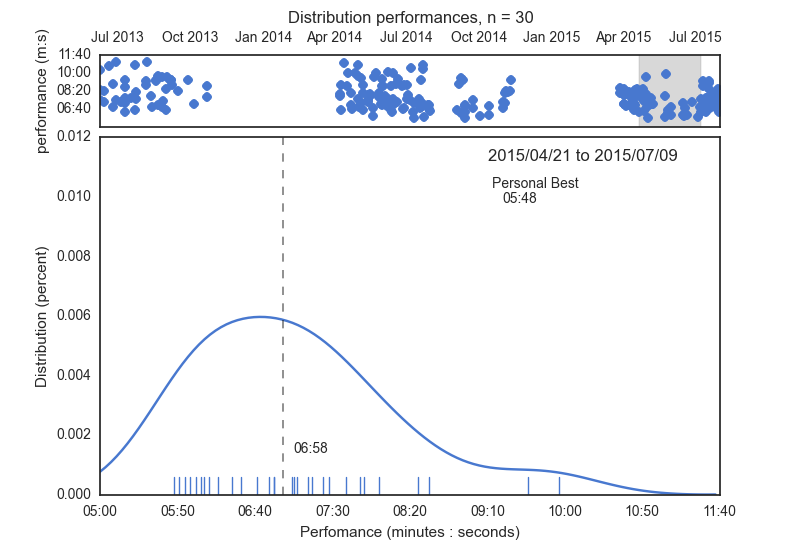 Distribution performances, n = 30
Jul 2013 Oct 2013 Jan 2014 Apr 2014 Jul 2014 Oct 2014 Jan 2015 Apr 2015 Jul 2015
performance (m:s)
11:40
10:00
08:20
06:40
0.012
2015/04/21 to 2015/07/09
Personal Best
05:48
0.010
0.008
0.006
0.004
0.002
0.000
Distribution (percent)
06:58
05:00 05:50 06:40 07:30 08:20 09:10 10:00 10:50 11:40
Perfomance (minutes : seconds)